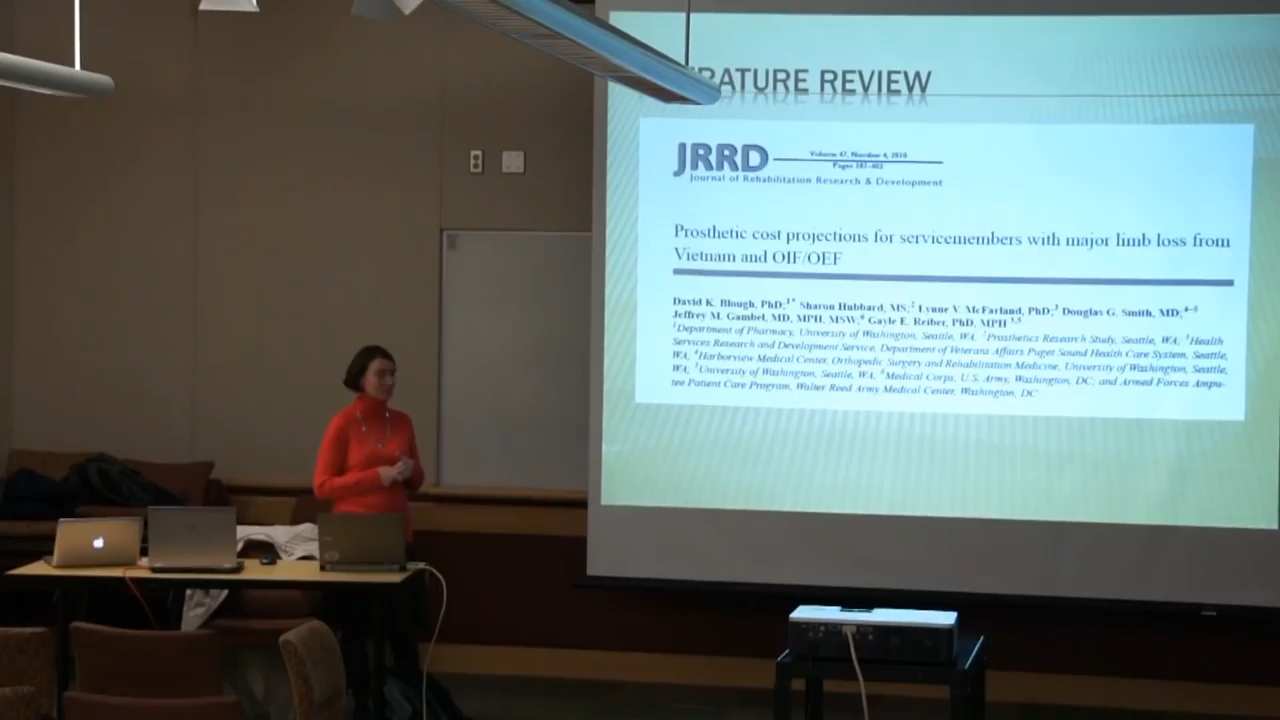 RATURE REVIEW
JRRD
Volume 47, Number 4, 2010
Pages 387–402
Journal of Rehabilitation Research & Development
Prosthetic cost projections for servicemembers with major limb loss from
Vietnam and OIF/OEF
David K. Blough, PhD;1* Sharon Hubbard, MS;2 Lynne V. McFarland, PhD;3 Douglas G. Smith, MD;4–5
Jeffrey M. Gambel, MD, MPH, MSW;6 Gayle E. Reiber, PhD, MPH 3,5
1Department of Pharmacy, University of Washington, Seattle, WA; 2Prosthetics Research Study, Seattle, WA; 3Health
Services Research and Development Service, Department of Veterans Affairs Puget Sound Health Care System, Seattle,
WA; 4Harborview Medical Center, Orthopedic Surgery and Rehabilitation Medicine, University of Washington, Seattle,
WA; 5University of Washington, Seattle, WA; 6Medical Corps, U.S. Army, Washington, DC; and Armed Forces Ampu-
tee Patient Care Program, Walter Reed Army Medical Center, Washington, DC